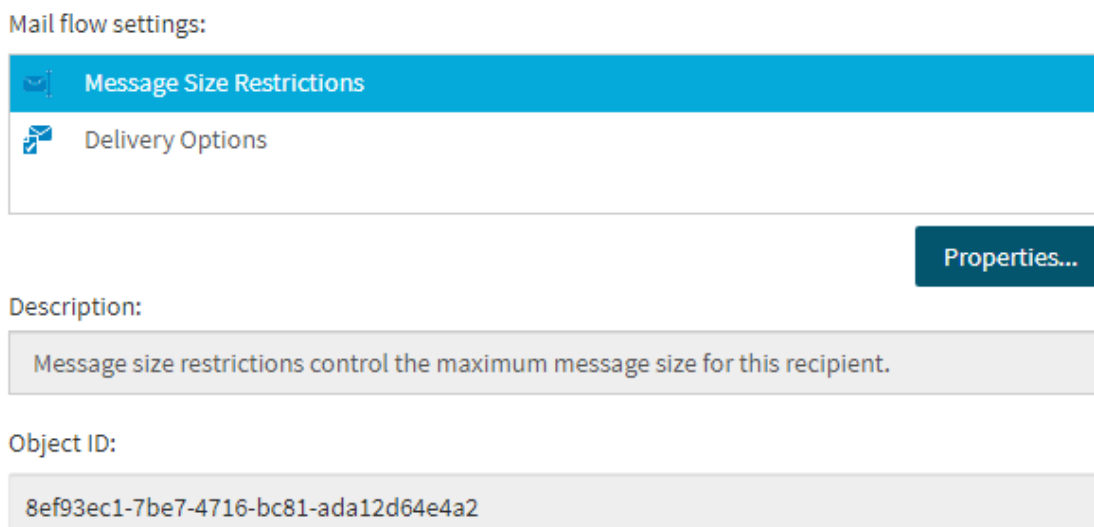 Mail flow settings:
Message Size Restrictions
Delivery Options
Properties...
Description:
Message size restrictions control the maximum message size for this recipient.
Object ID:
8ef93ec1-7be7-4716-bc81-ada12d64e4a2